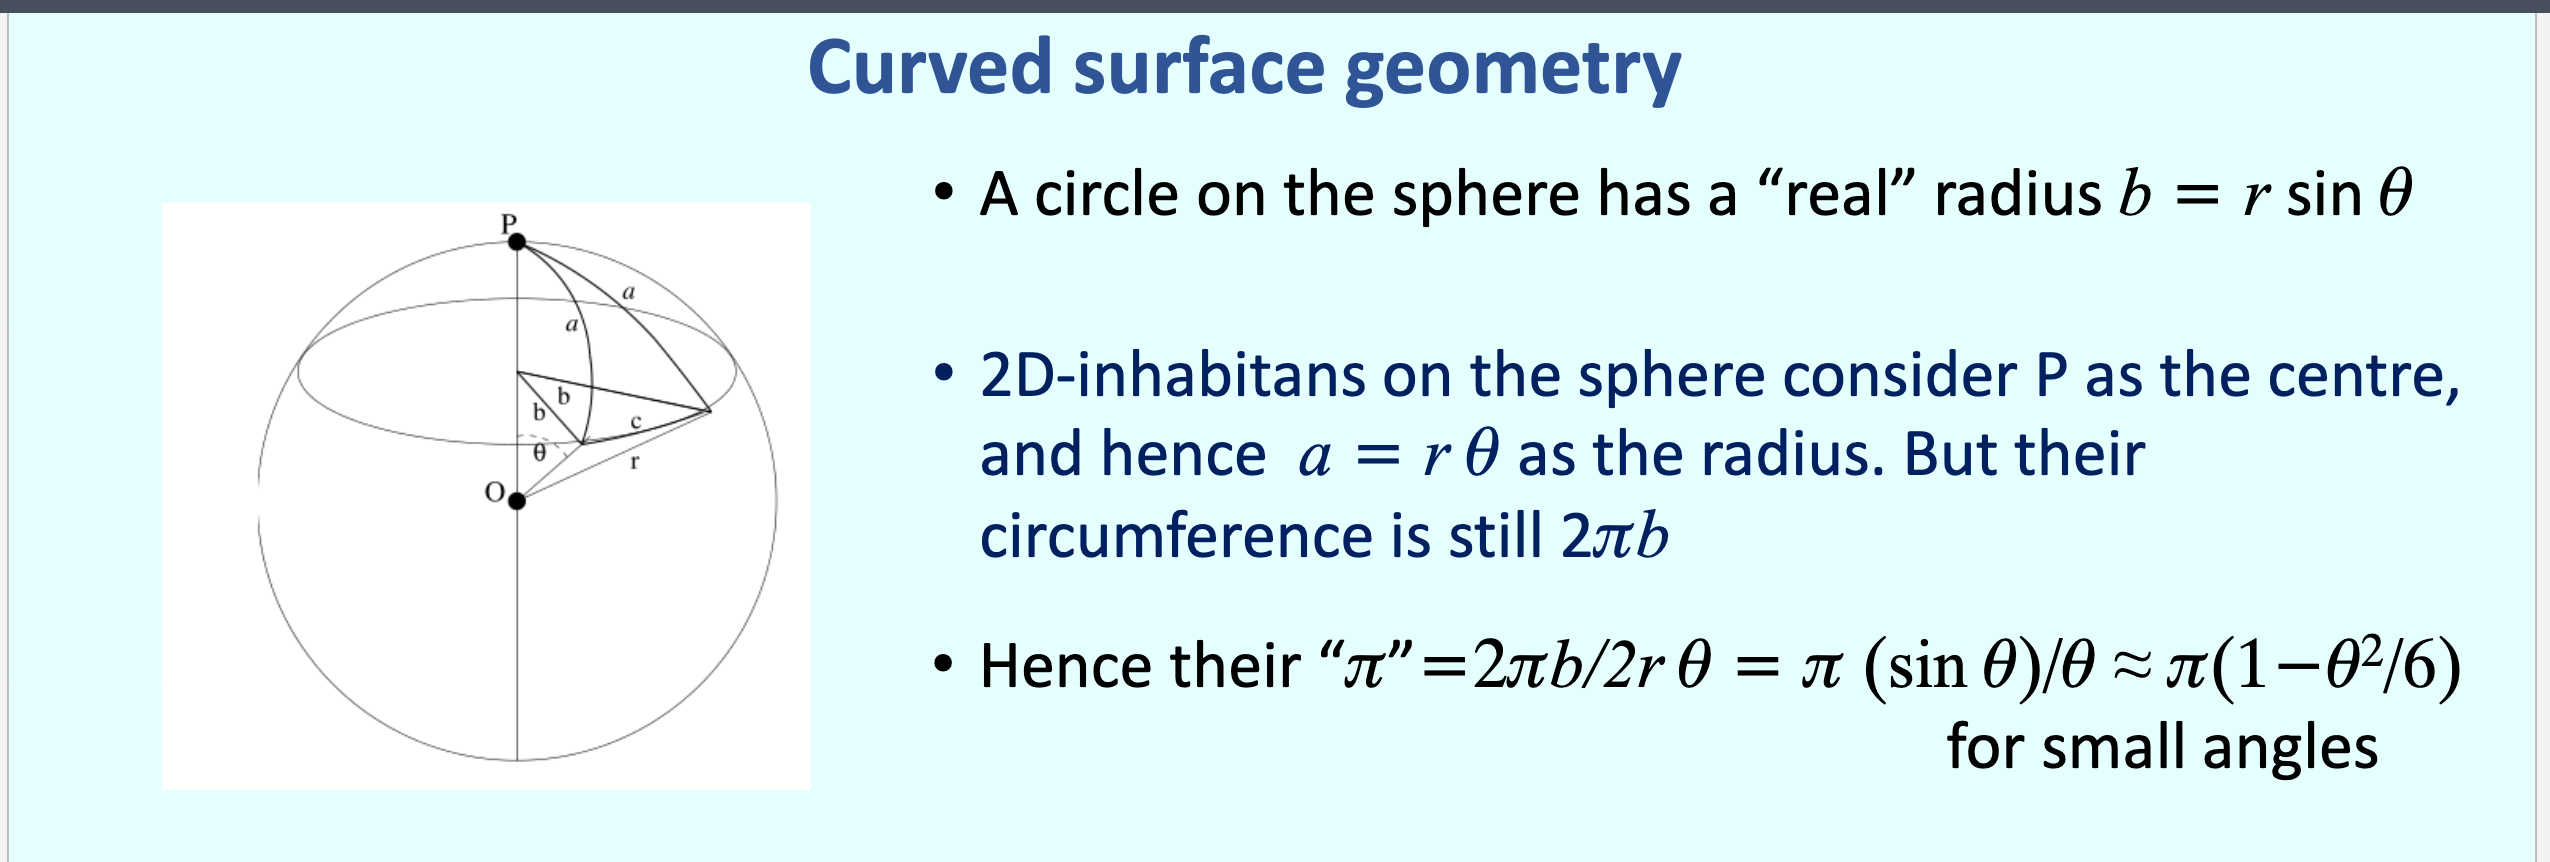 Curved surface geometry
• A circle on the sphere has a “real” radius b = r sin θ
• 2D-inhabitans on the sphere consider P as the centre,
and hence a = r θ as the radius. But their
circumference is still 2πb
• Hence their “π”=2πb/2r θ = π (sin θ)/θ ≈ π(1−θ²/6)
for small angles
P
a
a
b
b
c
θ
r
O